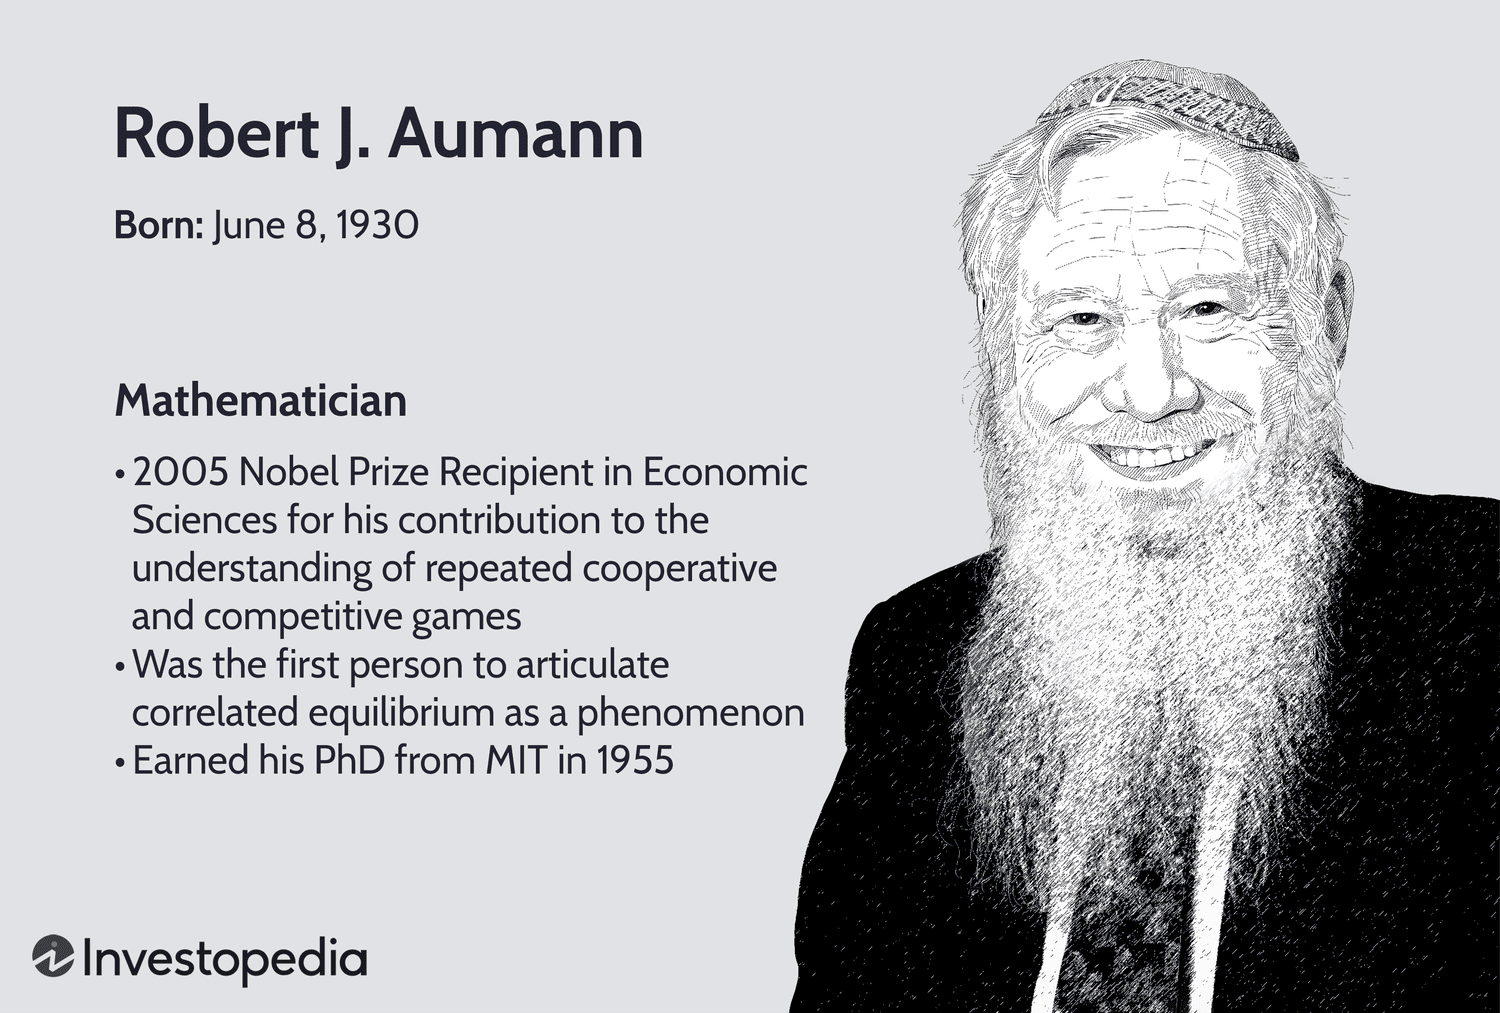 Robert J. Aumann
Born: June 8, 1930
Mathematician
• 2005 Nobel Prize Recipient in Economic
Sciences for his contribution to the
understanding of repeated cooperative
and competitive games
• Was the first person to articulate
correlated equilibrium as a phenomenon
• Earned his PhD from MIT in 1955
Investopedia